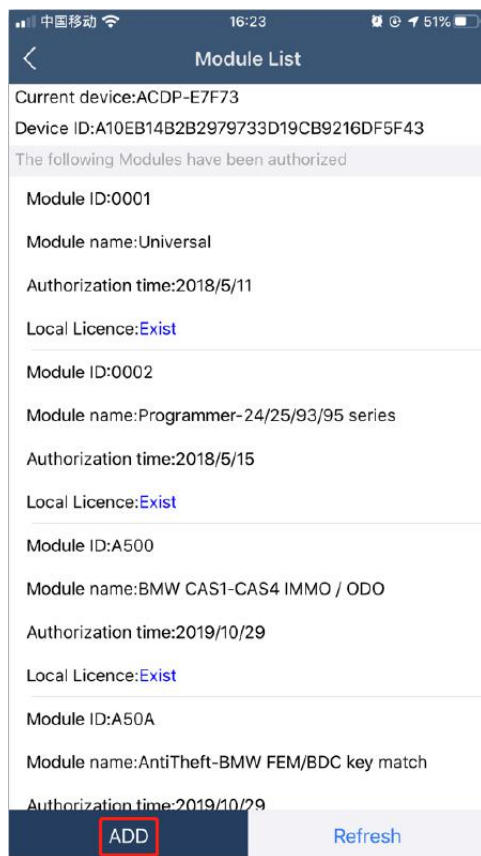 中国移动 16:23 51%
Module List
Current device:ACDP-E7F73
Device ID:A10EB14B2B2979733D19CB9216DF5F43
The following Modules have been authorized
Module ID:0001
Module name:Universal
Authorization time:2018/5/11
Local Licence:Exist
Module ID:0002
Module name:Programmer-24/25/93/95 series
Authorization time:2018/5/15
Local Licence:Exist
Module ID:A500
Module name:BMW CAS1-CAS4 IMMO / ODO
Authorization time:2019/10/29
Local Licence:Exist
Module ID:A50A
Module name:AntiTheft-BMW FEM/BDC key match
Authorization time:2019/10/29
ADD Refresh